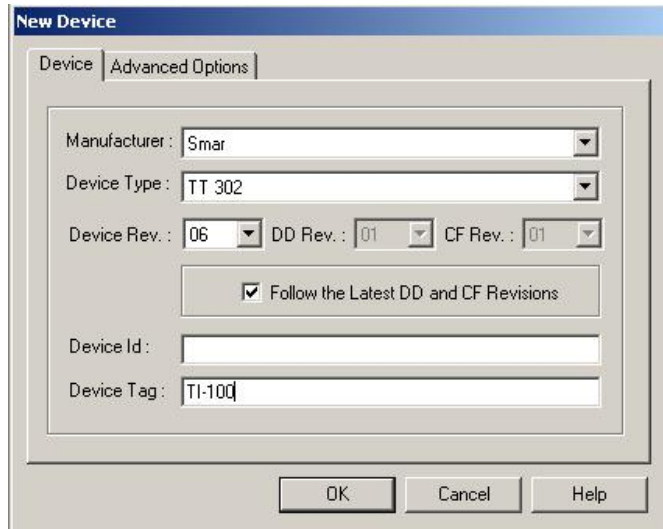 New Device
Device Advanced Options
Manufacturer : Smar
Device Type : TT 302
Device Rev. : 06 DD Rev. : 01 CF Rev. : 01
Follow the Latest DD and CF Revisions
Device Id :
Device Tag : TI-100
OK Cancel Help